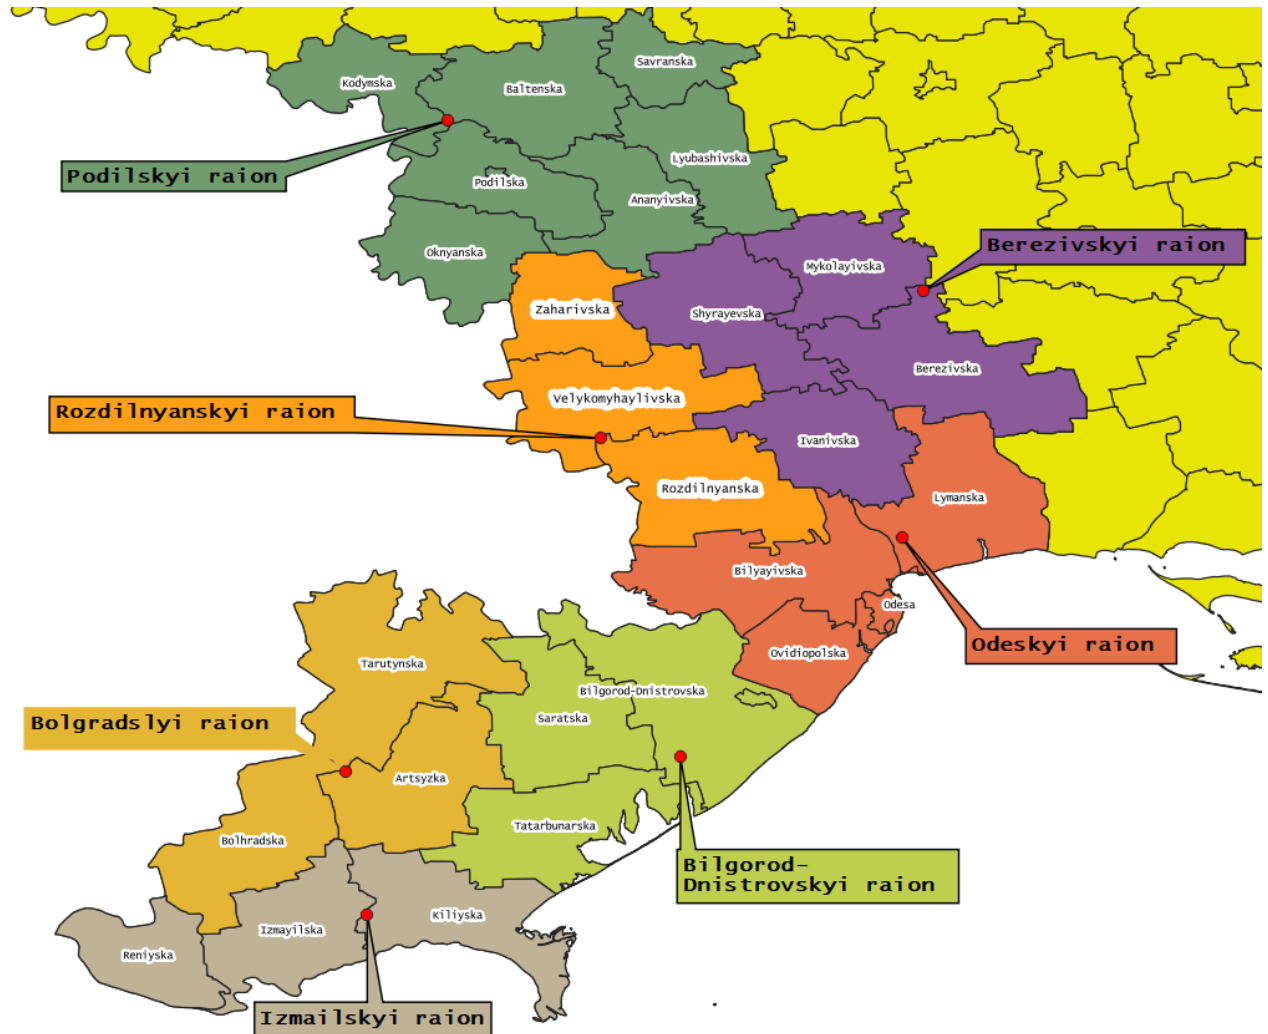 Savranska
Kodymska
Baltenska
Lyubashivska
Podilskyi raion
Podilska
Ananyivska
Oknyanska
Berezivskyi raion
Mykolayivska
Zaharivska
Shyrayevska
Berezivska
Velykomyhaylivska
Rozdilnyanskyi raion
Ivanivska
Rozdilnyanska
Lymanska
Bilyayivska
Odesa
Odeskyi raion
Ovidiopolska
Tarutynska
Bilgorod-Dnistrovska
Saratska
Bolgradslyi raion
Artsyzka
Tatarbunarska
Bolhradska
Bilgorod-
Dnistrovskyi raion
Kiliyska
Izmayilska
Reniyska
Izmailskyi raion